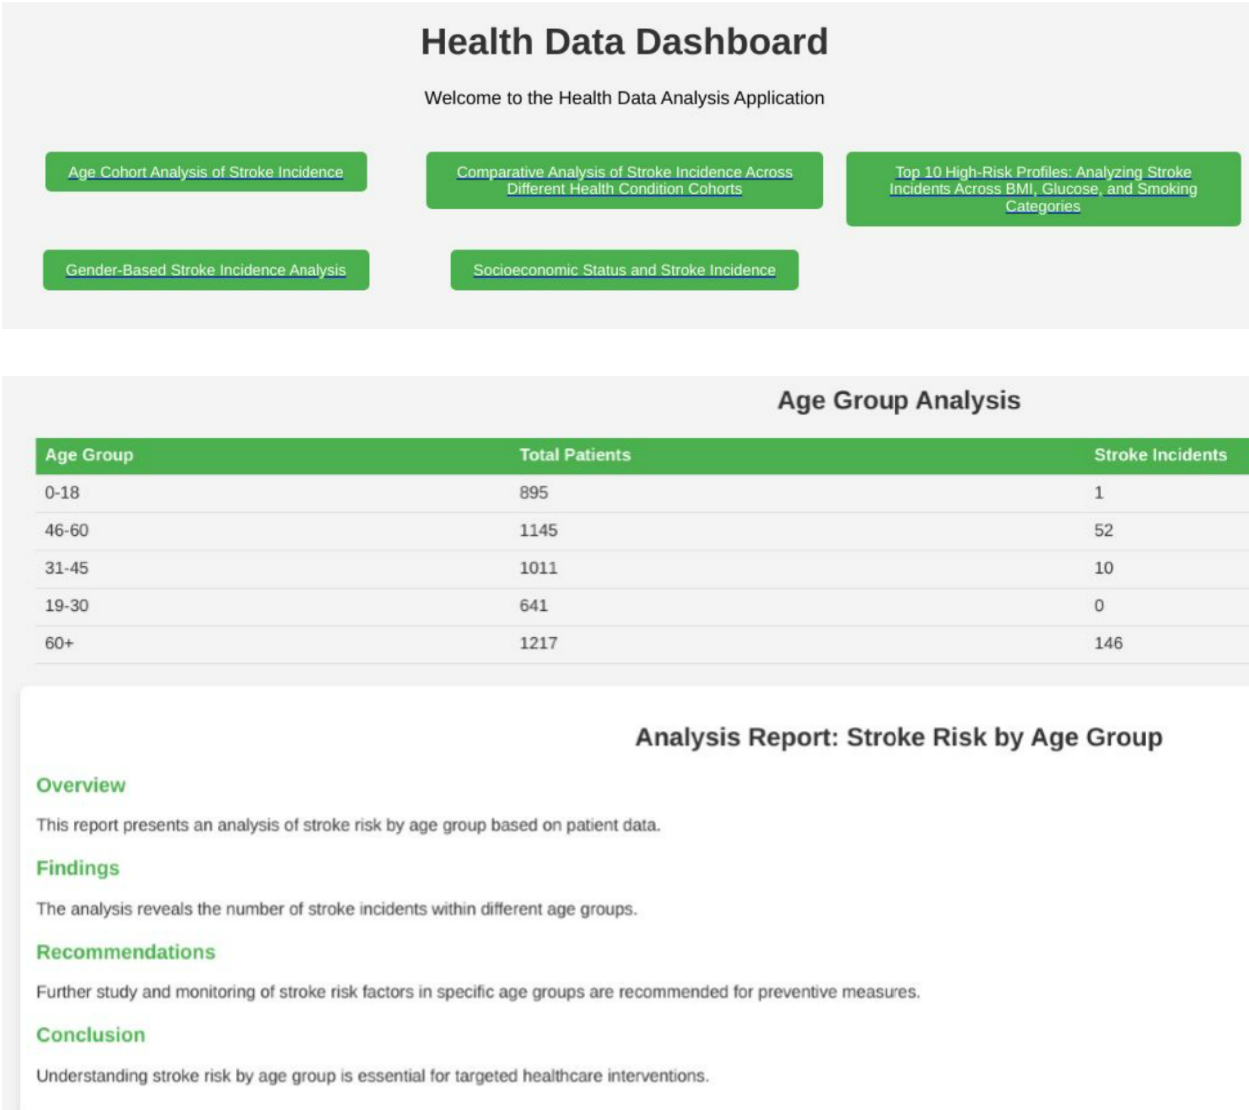 Health Data Dashboard
Welcome to the Health Data Analysis Application
Age Cohort Analysis of Stroke Incidence
Comparative Analysis of Stroke Incidence Across
Different Health Condition Cohorts
Top 10 High-Risk Profiles: Analyzing Stroke
Incidents Across BMI, Glucose, and Smoking
Categories
Gender-Based Stroke Incidence Analysis
Socioeconomic Status and Stroke Incidence
Age Group Analysis
Age Group Total Patients Stroke Incidents
0-18 895 1
46-60 1145 52
31-45 1011 10
19-30 641 0
60+ 1217 146
Analysis Report: Stroke Risk by Age Group
Overview
This report presents an analysis of stroke risk by age group based on patient data.
Findings
The analysis reveals the number of stroke incidents within different age groups.
Recommendations
Further study and monitoring of stroke risk factors in specific age groups are recommended for preventive measures.
Conclusion
Understanding stroke risk by age group is essential for targeted healthcare interventions.